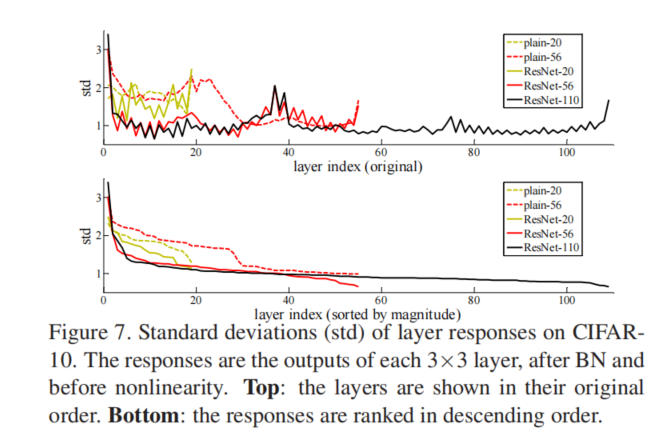 3
2
1
std
plain-20
plain-56
ResNet-20
ResNet-56
ResNet-110
0 20 40 60 80 100
layer index (original)
3
2
1
std
plain-20
plain-56
ResNet-20
ResNet-56
ResNet-110
0 20 40 60 80 100
layer index (sorted by magnitude)
Figure 7. Standard deviations (std) of layer responses on CIFAR-
10. The responses are the outputs of each 3×3 layer, after BN and
before nonlinearity. Top: the layers are shown in their original
order. Bottom: the responses are ranked in descending order.